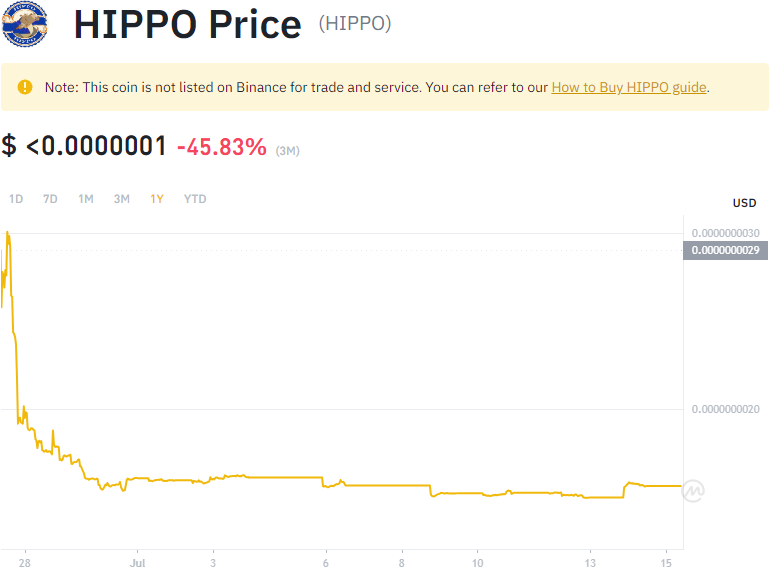 HIPPO Price (HIPPO)
Note: This coin is not listed on Binance for trade and service. You can refer to our How to Buy HIPPO guide.
$ <0.0000001 -45.83% (3M)
1D 7D 1M 3M 1Y YTD
USD
0.0000000030
0.0000000029
0.0000000020
28 Jul 3 6 8 10 13 15